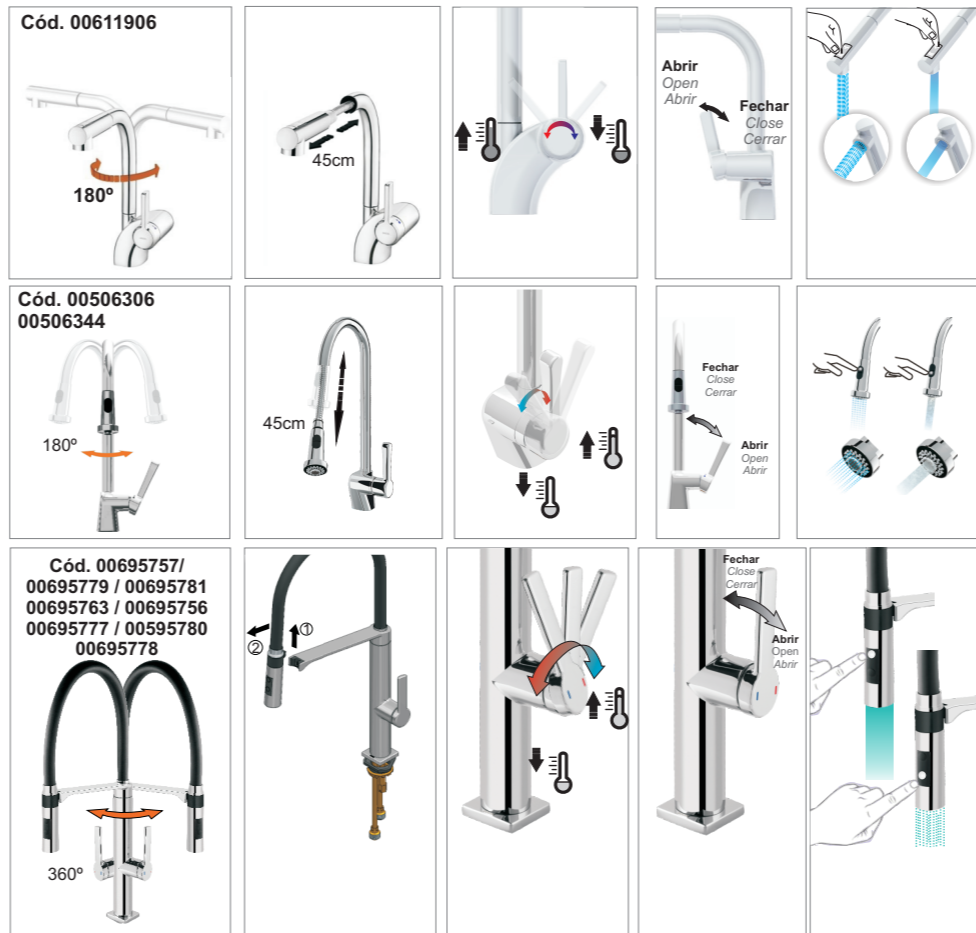 Cód. 00611906
180º
45cm
Abrir
Open
Abrir
Fechar
Close
Cerrar
Cód. 00506306
00506344
180º
45cm
Fechar
Close
Cerrar
Abrir
Open
Abrir
Cód. 00695757/
00695779 / 00695781
00695763 / 00695756
00695777 / 00595780
00695778
360º
①
②
Fechar
Close
Cerrar
Abrir
Open
Abrir